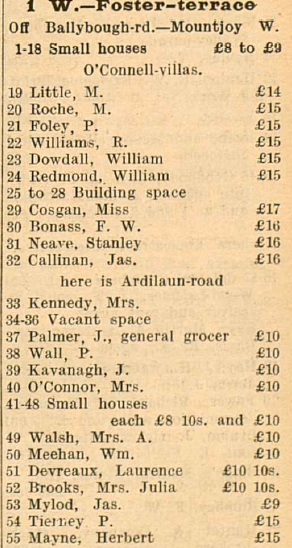 1 W.—Foster-terrace
Off Ballybough-rd.—Mountjoy W.
1-18 Small houses £8 to £9
O'Connell-villas.
19 Little, M. £14
20 Roche, M. £15
21 Foley, P. £15
22 Williams, R. £15
23 Dowdall, William £15
24 Redmond, William £15
25 to 28 Building space
29 Cosgan, Miss £17
30 Bonass, F. W. £16
31 Neave, Stanley £16
32 Callinan, Jas. £16
here is Ardilaun-road
33 Kennedy, Mrs.
34-36 Vacant space
37 Palmer, J., general grocer £10
38 Wall, P. £10
39 Kavanagh, J. £10
40 O'Connor, Mrs. £10
41-48 Small houses
each £8 10s. and £10
49 Walsh, Mrs. A. £10
50 Meehan, Wm. £10
51 Devreaux, Laurence £10 10s.
52 Brooks, Mrs. Julia £10 10s.
53 Mylod, Jas. £9
54 Tierney P. £15
55 Mayne, Herbert £15